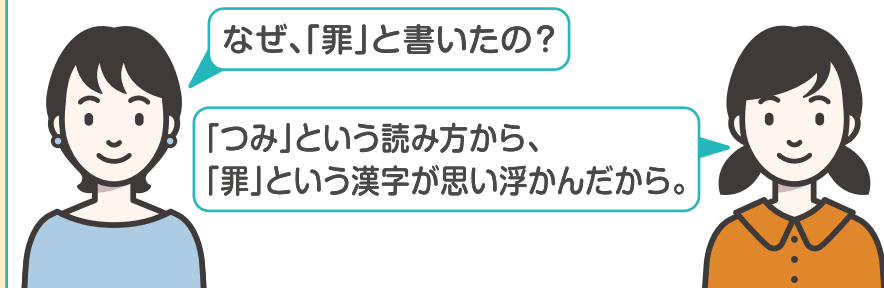 なぜ、「罪」と書いたの？
「つみ」という読み方から、
「罪」という漢字が思い浮かんだから。